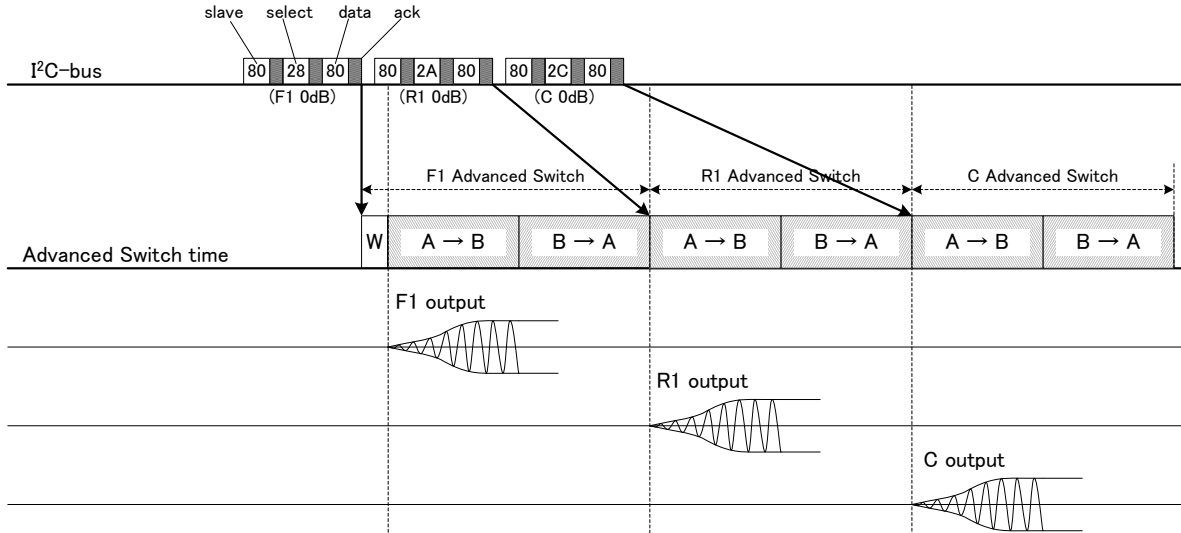 slave select data ack
I²C-bus 80 28 80 80 2A 80 80 2C 80
(F1 0dB) (R1 0dB) (C 0dB)
F1 Advanced Switch R1 Advanced Switch C Advanced Switch
Advanced Switch time W A → B B → A A → B B → A A → B B → A
F1 output
R1 output
C output